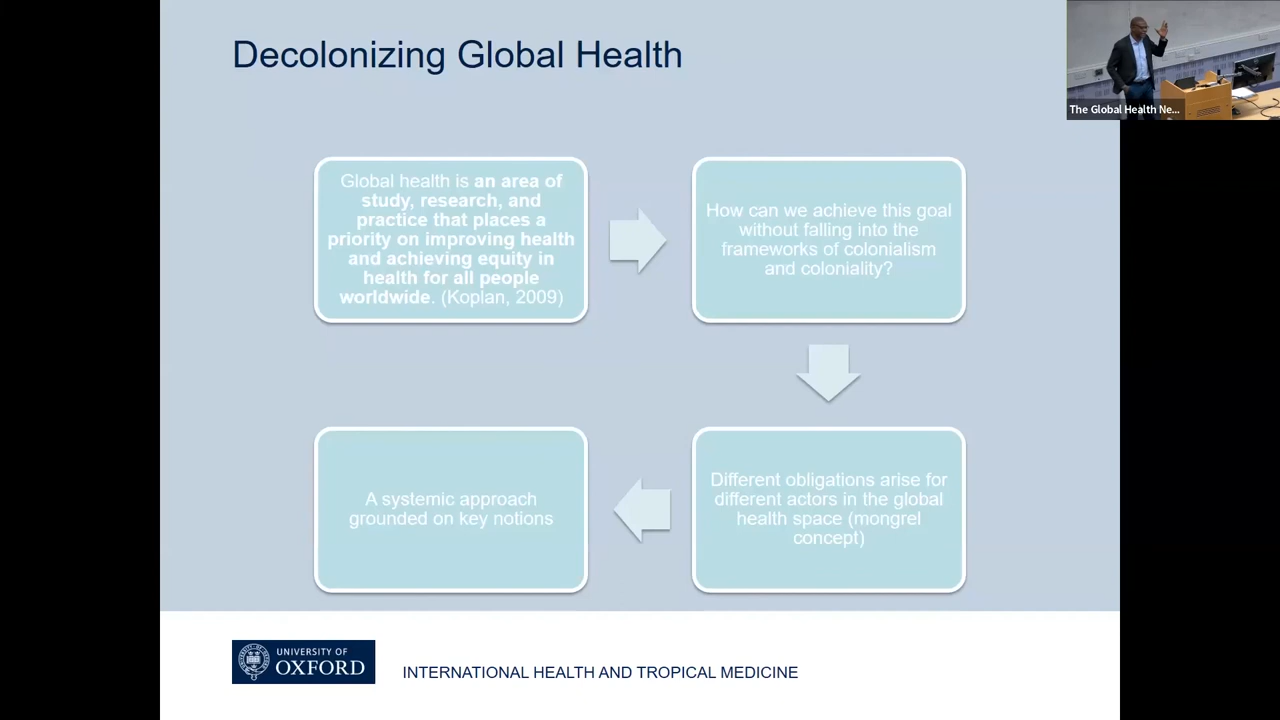 Decolonizing Global Health
The Global Health Ne...
Global health is an area of
study, research, and
practice that places a
priority on improving health
and achieving equity in
health for all people
worldwide. (Koplan, 2009)
How can we achieve this goal
without falling into the
frameworks of colonialism
and coloniality?
Different obligations arise for
different actors in the global
health space (mongrel
concept)
A systemic approach
grounded on key notions
UNIVERSITY OF
OXFORD
INTERNATIONAL HEALTH AND TROPICAL MEDICINE